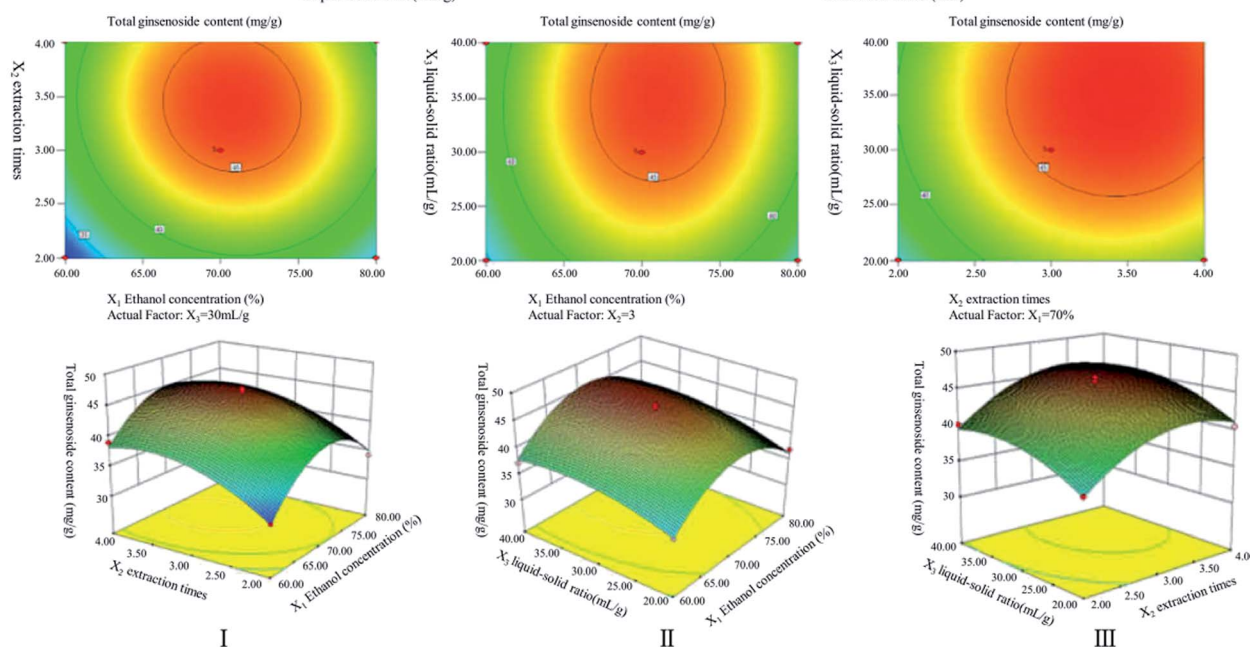 Total ginsenoside content (mg/g)
4.00
3.50
3.00
2.50
2.00
X₂ extraction times
60.00 65.00 70.00 75.00 80.00
45
40
35
X₁ Ethanol concentration (%)
Actual Factor: X₃=30mL/g
Total ginsenoside content (mg/g)
40.00
35.00
30.00
25.00
20.00
X₃ liquid-solid ratio(mL/g)
60.00 65.00 70.00 75.00 80.00
40
45
40
X₁ Ethanol concentration (%)
Actual Factor: X₂=3
Total ginsenoside content (mg/g)
40.00
35.00
30.00
25.00
20.00
X₃ liquid-solid ratio(mL/g)
2.00 2.50 3.00 3.50 4.00
45
40
X₂ extraction times
Actual Factor: X₁=70%
Total ginsenoside content (mg/g)
50
45
40
35
30
4.00 3.50 3.00 2.50 2.00
X₂ extraction times
60.00 65.00 70.00 75.00 80.00
X₁ Ethanol concentration (%)
I
Total ginsenoside content (mg/g)
50
45
40
35
30
40.00 35.00 30.00 25.00 20.00
X₃ liquid-solid ratio(mL/g)
60.00 65.00 70.00 75.00 80.00
X₁ Ethanol concentration (%)
II
Total ginsenoside content (mg/g)
50
45
40
35
30
40.00 35.00 30.00 25.00 20.00
X₃ liquid-solid ratio(mL/g)
2.00 2.50 3.00 3.50 4.0
X₂ extraction times
III